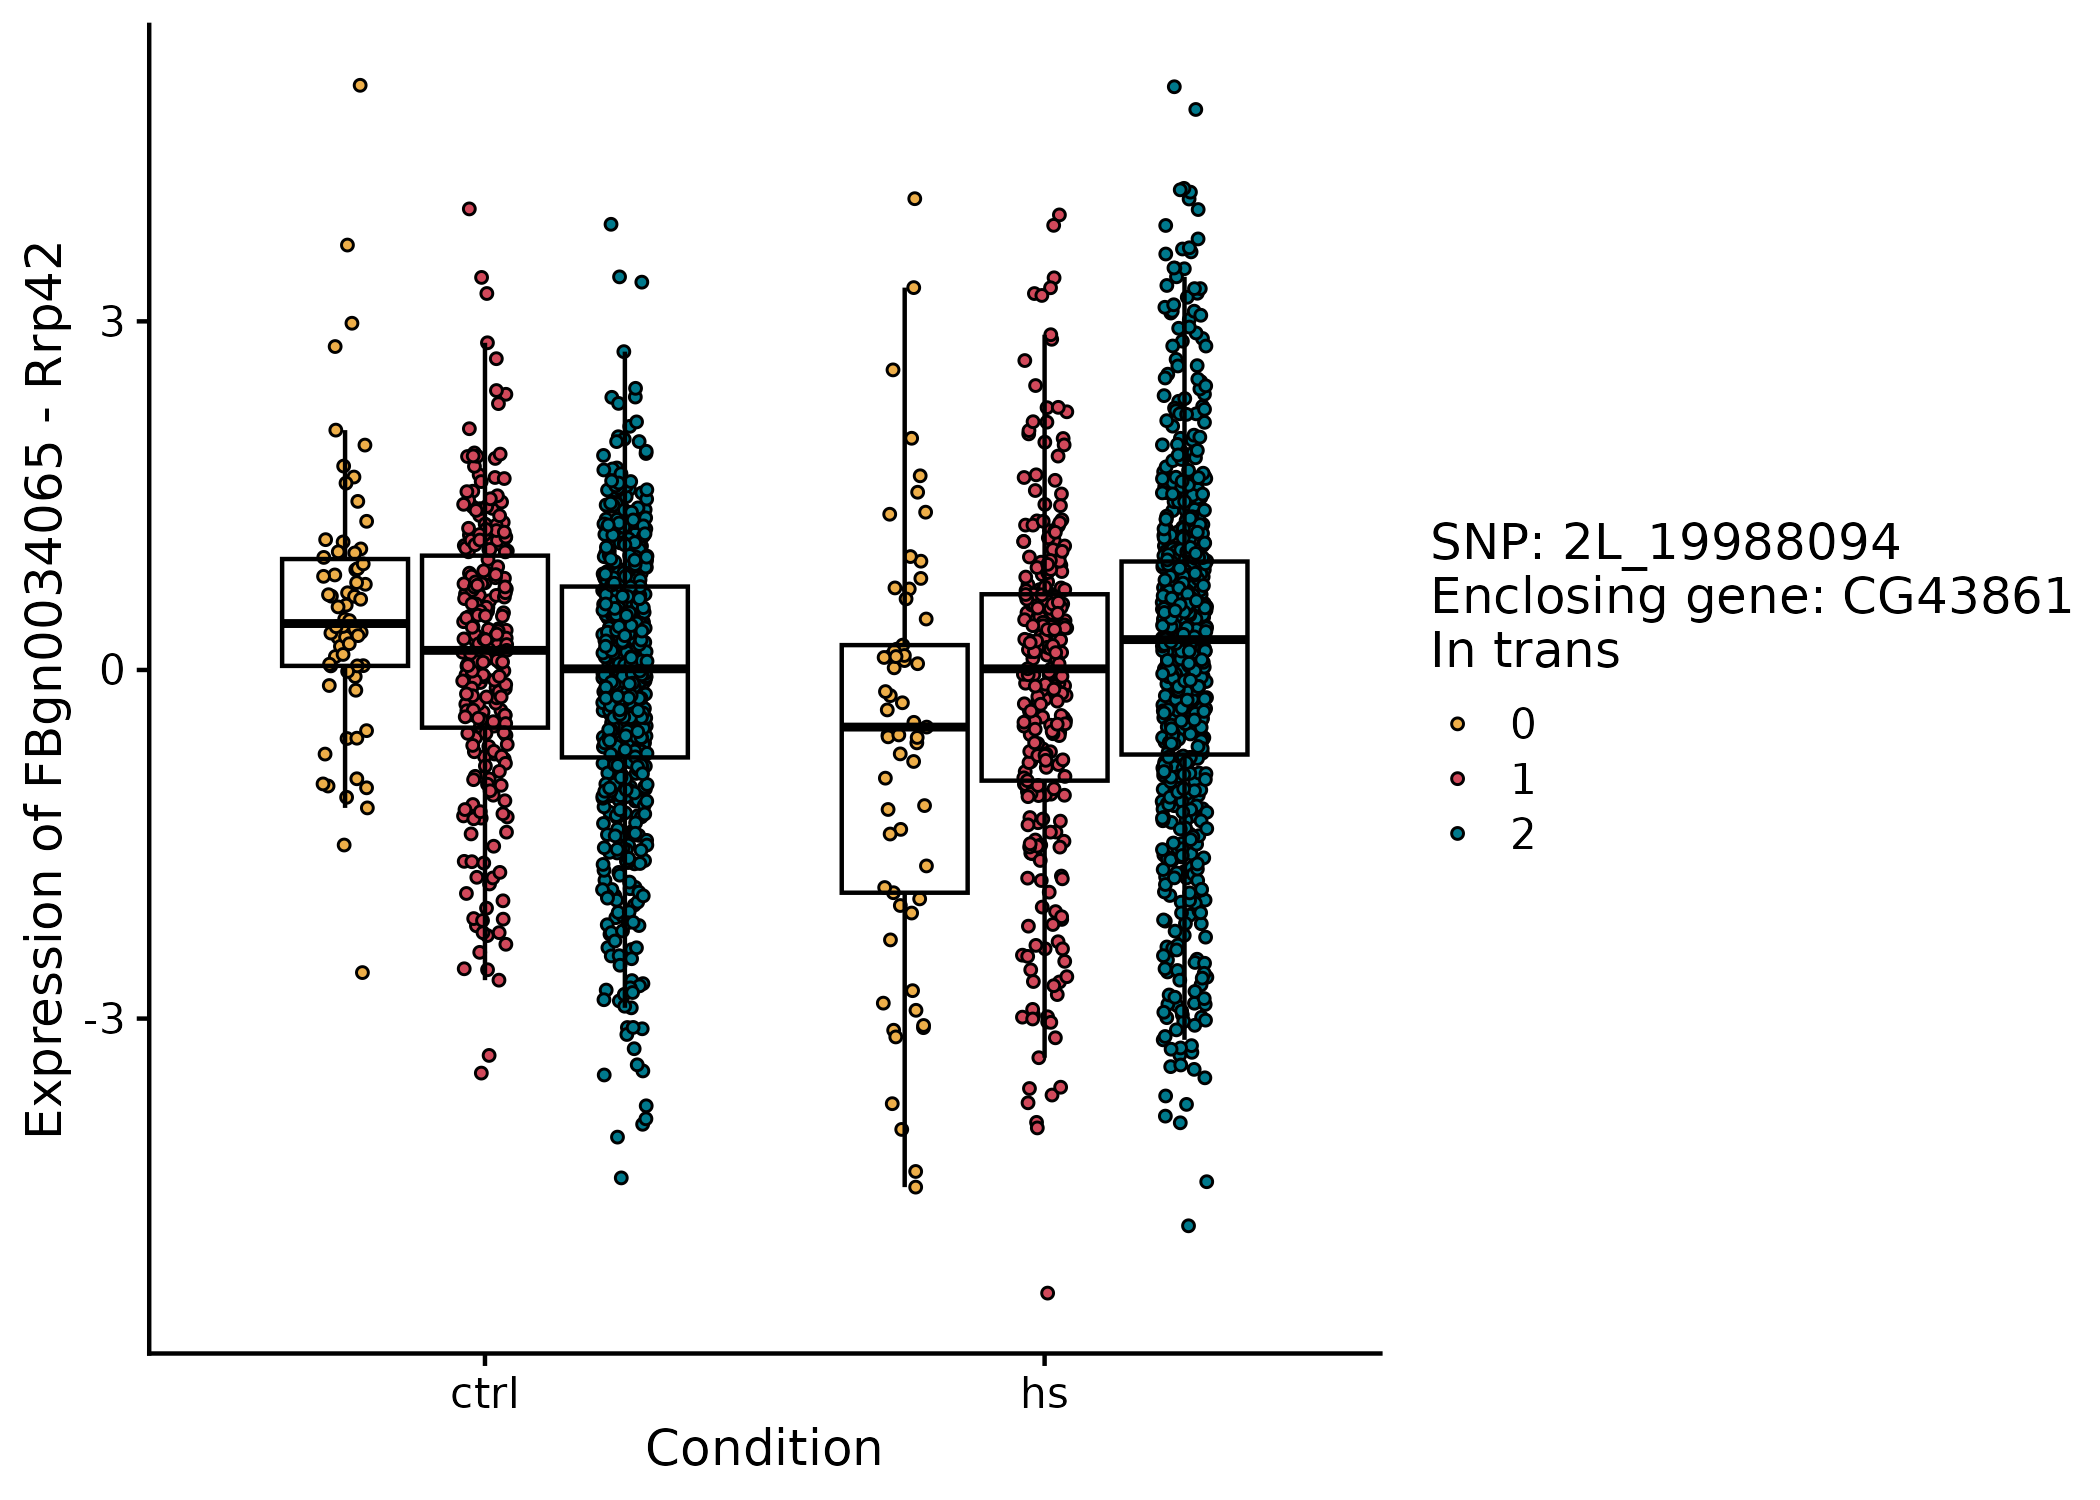 Expression of FBgn0034065 - Rrp42
3
0
-3
ctrl
hs
Condition
SNP: 2L_19988094
Enclosing gene: CG43861
In trans
0
1
2